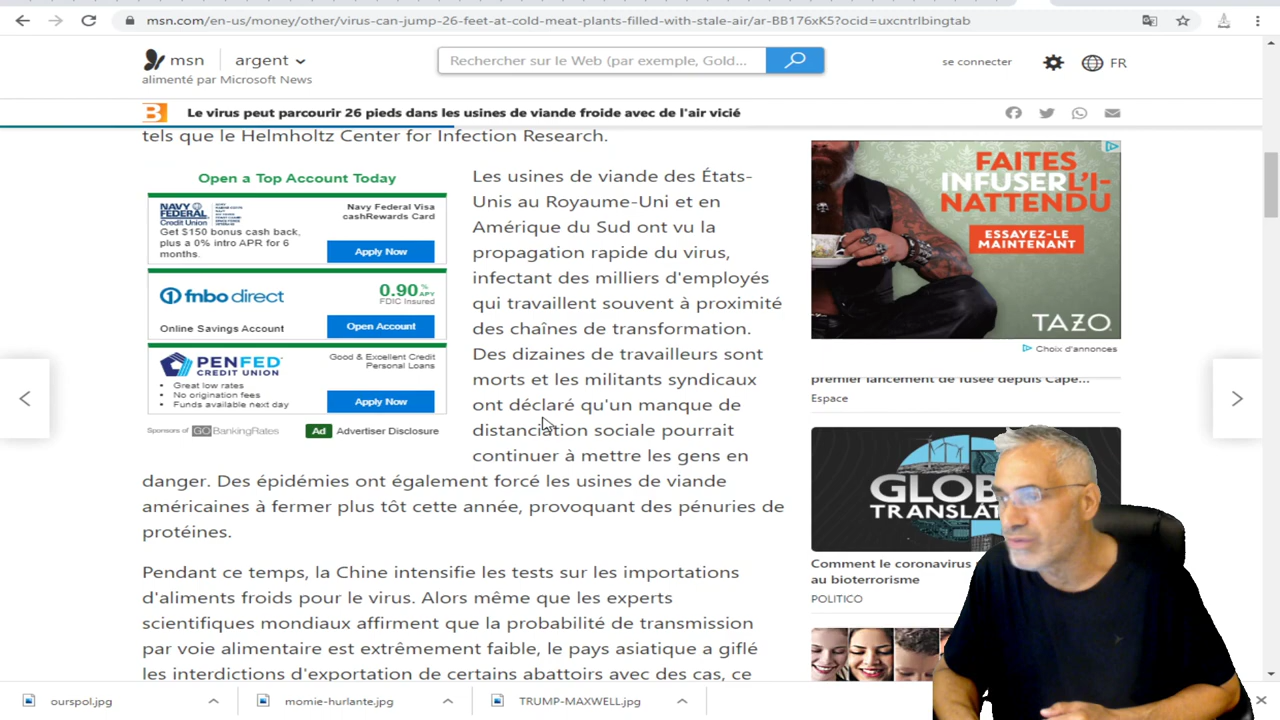 msn.com/en-us/money/other/virus-can-jump-26-feet-at-cold-meat-plants-filled-with-stale-air/ar-BB176xK5?ocid=uxcntrlbingtab
msn
argent
Rechercher sur le Web (par exemple, Gold...
se connecter
FR
alimenté par Microsoft News
B
Le virus peut parcourir 26 pieds dans les usines de viande froide avec de l'air vicié
tels que le Helmholtz Center for Infection Research.
Open a Top Account Today
NAVY
FEDERAL
Credit Union
Navy Federal Visa
cashRewards Card
Get $150 bonus cash back,
plus a 0% intro APR for 6
months.
Apply Now
fnbo direct
0.90 % APY
FDIC Insured
Online Savings Account
Open Account
PENFED
CREDIT UNION
Good & Excellent Credit
Personal Loans
• Great low rates
• No origination fees
• Funds available next day
Apply Now
Sponsors of GOBankingRates
Ad Advertiser Disclosure
Les usines de viande des États-
Unis au Royaume-Uni et en
Amérique du Sud ont vu la
propagation rapide du virus,
infectant des milliers d'employés
qui travaillent souvent à proximité
des chaînes de transformation.
Des dizaines de travailleurs sont
morts et les militants syndicaux
ont déclaré qu'un manque de
distanciation sociale pourrait
continuer à mettre les gens en
danger. Des épidémies ont également forcé les usines de viande
américaines à fermer plus tôt cette année, provoquant des pénuries de
protéines.
Pendant ce temps, la Chine intensifie les tests sur les importations
d'aliments froids pour le virus. Alors même que les experts
scientifiques mondiaux affirment que la probabilité de transmission
par voie alimentaire est extrêmement faible, le pays asiatique a giflé
les interdictions d'exportation de certains abattoirs avec des cas, ce
FAITES
INFUSER L'I-
NATTENDU
ESSAYEZ-LE
MAINTENANT
TAZO
Choix d'annonces
premier lancement de fusée depuis Cape...
Espace
GLOB
TRANSLAT
Comment le coronavirus
au bioterrorisme
POLITICO
ourspol.jpg
momie-hurlante.jpg
TRUMP-MAXWELL.jpg